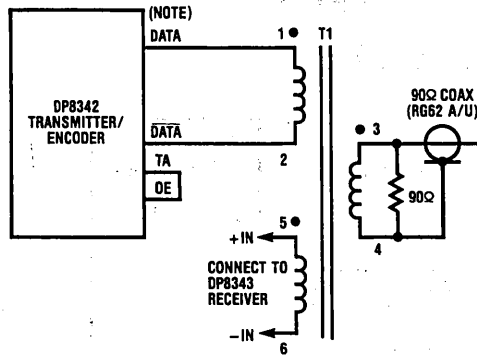 (NOTE)
DATA
1
T1
DP8342
TRANSMITTER/
ENCODER
90Ω COAX
(RG62 A/U)
3
DATA
2
TA
OE
90Ω
4
5
+IN
CONNECT TO
DP8343
RECEIVER
-IN
6